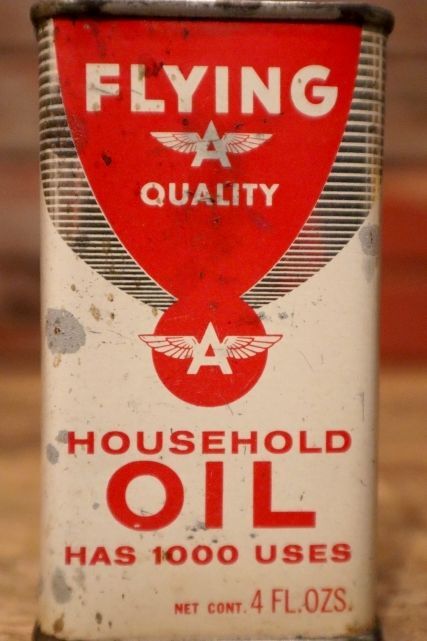 FLYING
A
QUALITY
A
HOUSEHOLD
OIL
HAS 1000 USES
NET CONT. 4 FL. OZS.